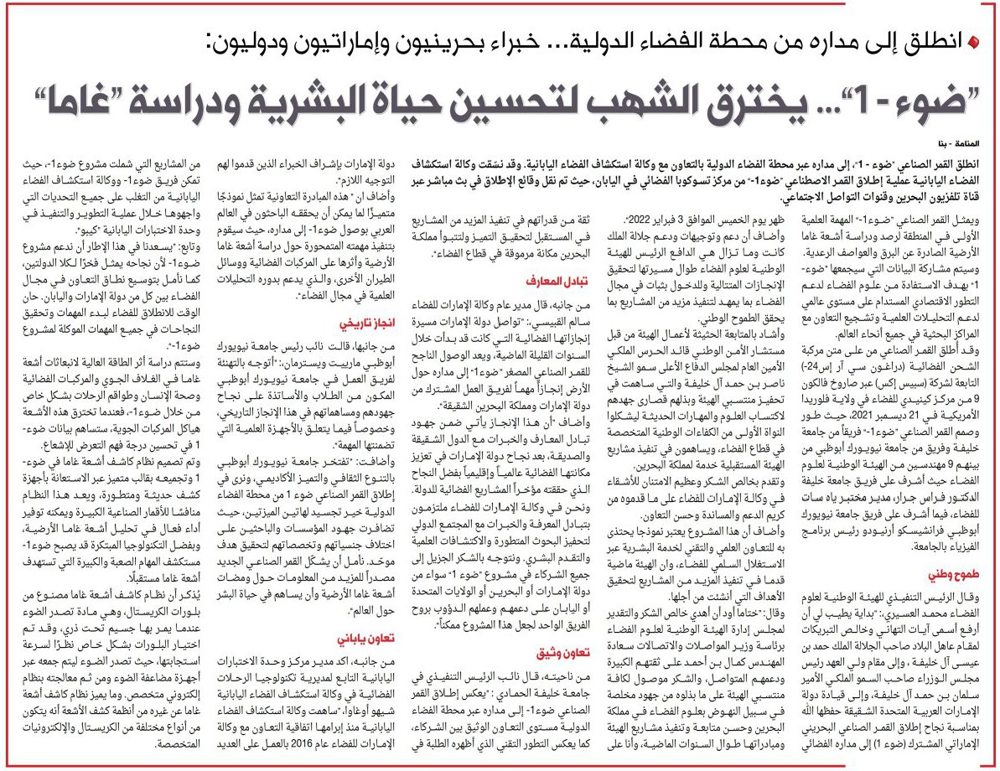 انطلق إلى مداره من محطة الفضاء الدولية... خبراء بحرينيون وإماراتيون ودوليون:
”ضوء - 1“... يخترق الشهب لتحسين حياة البشرية ودراسة ”غاما“
المنامة - بنا
انطلق القمر الصناعي ”ضوء - 1“، إلى مداره عبر محطة الفضاء الدولية بالتعاون مع وكالة استكشاف الفضاء اليابانية. وقد نسّقت وكالة استكشاف
الفضاء اليابانية عملية إطلاق القمر الاصطناعي ”ضوء1-“ من مركز تسوكوبا الفضائي في اليابان، حيث تم نقل وقائع الإطلاق في بث مباشر عبر
قناة تلفزيون البحرين وقنوات التواصل الاجتماعي.
ويمثل القمر الصناعي ”ضوء1-“ المهمة العلمية
الأولى في المنطقة لرصد ودراسة أشعة غاما
الأرضية الصادرة عن البرق والعواصف الرعدية.
وسيتم مشاركة البيانات التي سيجمعها ”ضوء-
1“ بهدف الاستفادة من علوم الفضاء لدعم
التطور الاقتصادي المستدام على مستوى عالمي
لدعم التحليلات العلمية وتشجيع التعاون مع
المراكز البحثية في جميع أنحاء العالم.
وقد أُطلق القمر الصناعي من على متن مركبة
الشحن الفضائية (دراغون سي آر إس24-)
التابعة لشركة (سبيس إكس) عبر صاروخ فالكون
9 من مركز كينيدي للفضاء في ولاية فلوريدا
الأمريكية في 21 ديسمبر 2021، حيث طور
وصمم القمر الصناعي ”ضوء1-“ فريقاً من جامعة
خليفة وفريق من جامعة نيويورك أبوظبي من
بينهم 9 مهندسين من الهيئة الوطنية لعلوم
الفضاء حيث أشرف على فريق جامعة خليفة
الدكتور فراس جرار، مدير مختبر ياه سات
للفضاء، فيما أشرف على فريق جامعة نيويورك
أبوظبي فرانشيسكو أرنيودو رئيس برنامج
الفيزياء بالجامعة.
طموح وطني
وقال الرئيس التنفيذي للهيئة الوطنية لعلوم
الفضاء محمد العسيري،: ”بداية يطيب لي أن
أرفع أسمى آيات التهاني وخالص التبريكات
لمقام عاهل البلاد صاحب الجلالة الملك حمد بن
عيسى آل خليفة ، وإلى مقام ولي العهد رئيس
مجلس الوزراء صاحب السمو الملكي الأمير
سلمان بن حمد آل خليفة، وإلى قيادة دولة
الإمارات العربية المتحدة الشقيقة حفظها الله
بمناسبة نجاح إطلاق القمر الصناعي البحريني
الإماراتي المشترك (ضوء 1) إلى مداره الفضائي
ظهر يوم الخميس الموافق 3 فبراير 2022“.
وأضاف أن دعم وتوجيهات ودعم جلالة الملك
كانت وما تزال هي الدافع الرئيس للهيئة
الوطنية لعلوم الفضاء طوال مسيرتها لتحقيق
الإنجازات المتتالية وللدخول بثبات في مجال
الفضاء بما يمهد لتنفيذ مزيد من المشاريع بما
يحقق الطموح الوطني.
وأشاد بالمتابعة الحثيثة لأعمال الهيئة من قبل
مستشار الأمن الوطني قائد الحرس الملكي
الأمين العام لمجلس الدفاع الأعلى سمو الشيخ
ناصر بن حمد آل خليفة والتي ساهمت في
تحفيز منتسبي الهيئة وبذلهم قصارى جهدهم
لاكتساب العلوم والمهارات الحديثة ليشكلوا
النواة الأولى من الكفاءات الوطنية المتخصصة
في قطاع الفضاء، ويساهمون في تنفيذ مشاريع
الهيئة المستقبلية خدمة لمملكة البحرين.
وتقدم بخالص الشكر وعظيم الامتنان للأشقاء
في وكالة الإمارات للفضاء على ما قدموه من
كريم الدعم والمساندة وحسن التعاون.
وأضاف أن هذا المشروع يعتبر نموذجا يحتذى
به للتعاون العلمي والتقني لخدمة البشرية عبر
الاستغلال السلمي للفضاء، وان الهيئة ماضية
قدما في تنفيذ المزيد من المشاريع لتحقيق
الأهداف التي أنشئت من أجلها.
وقال: ”ختاماً أود أن أهدي خالص الشكر والتقدير
لمجلس إدارة الهيئة الوطنية لعلوم الفضاء
برئاسة وزير المواصلات والاتصالات سعادة
المهندس كمال بن أحمد على ثقتهم الكبيرة
ودعمهم المتواصل، والشكر موصول لكافة
منتسبي الهيئة على ما بذلوه من جهود مخلصة
في سبيل النهوض بعلوم الفضاء في مملكة
البحرين وحسن متابعة وتنفيذ مشاريع الهيئة
ومبادراتها طوال السنوات الماضية، وأنا على
ثقة من قدراتهم في تنفيذ المزيد من المشاريع
في المستقبل لتحقيق التميز ولتتبوأ مملكة
البحرين مكانة مرموقة في قطاع الفضاء“.
تبادل المعارف
من جانبه، قال مدير عام وكالة الإمارات للفضاء
سالم القبيسي،: ”تواصل دولة الإمارات مسيرة
إنجازاتها الفضائية التي كانت قد بدأت خلال
السنوات القليلة الماضية، ويعد الوصول الناجح
للقمر الصناعي المصغر ”ضوء1“ إلى مداره حول
الأرض إنجازاً مهماً لفريق العمل المشترك من
دولة الإمارات ومملكة البحرين الشقيقة“.
وأضاف ”أن هذا الإنجاز يأتي ضمن جهود
تبادل المعارف والخبرات مع الدول الشقيقة
والصديقة، بعد نجاح دولة الإمارات في تعزيز
مكانتها الفضائية عالمياً وإقليمياً بفضل النجاح
الذي حققته مؤخراً المشاريع الفضائية للدولة.
ونحن في وكالة الإمارات للفضاء ملتزمون
بتبادل المعرفة والخبرات مع المجتمع الدولي
لتحفيز البحوث المتطورة والاكتشافات العلمية
والتقدم البشري. ونتوجه بالشكر الجزيل إلى
جميع الشركاء في مشروع ”ضوء 1“ سواء من
دولة الإمارات أو البحرين أو الولايات المتحدة
أو اليابان على دعمهم وعملهم الدؤوب بروح
الفريق الواحد لجعل هذا المشروع ممكناً“.
تعاون وثيق
من ناحيته، قال نائب الرئيس التنفيذي في
جامعة خليفة الحمادي : ”يعكس إطلاق القمر
الصناعي ضوء1- إلى مداره عبر محطة الفضاء
الدولية مستوى التعاون الوثيق بين الشركاء،
كما يعكس التطور التقني الذي أظهره الطلبة في
دولة الإمارات بإشراف الخبراء الذين قدموا لهم
التوجيه اللازم“.
وأضاف ان ” هذه المبادرة التعاونية تمثل نموذجًا
متميزًا لما يمكن أن يحققه الباحثون في العالم
العربي بوصول ضوء1- إلى مداره، حيث سيقوم
بتنفيذ مهمته المتمحورة حول دراسة أشعة غاما
الأرضية وأثرها على المركبات الفضائية ووسائل
الطيران الأخرى، والذي يدعم بدوره التحليلات
العلمية في مجال الفضاء“.
انجاز تاريخي
من جانبها، قالت نائب رئيس جامعة نيويورك
أبوظبي مارييت ويسترمان،: ”أتوجه بالتهنئة
لفريق العمل في جامعة نيويورك أبوظبي
المكون من الطلاب والأساتذة على نجاح
جهودهم ومساهماتهم في هذا الإنجاز التاريخي،
وخصوصاً فيما يتعلق بالأجهزة العلمية التي
تضمنتها المهمة“.
وأضافت: ”تفتخر جامعة نيويورك أبوظبي
بالتنوع الثقافي والتميز الأكاديمي، ونرى في
إطلاق القمر الصناعي ضوء 1 من محطة الفضاء
الدولية خير تجسيد لهاتين الميزتين، حيث
تضافرت جهود المؤسسات والباحثين على
اختلاف جنسياتهم وتخصصاتهم لتحقيق هدف
موحّد. نأمل أن يشكّل القمر الصناعي الجديد
مصدراً للمزيد من المعلومات حول ومضات
أشعة غاما الأرضية وأن يساهم في حياة البشر
حول العالم“.
تعاون ياباني
من جانبه، اكد مدير مركز وحدة الاختبارات
اليابانية التابع لمديرية تكنولوجيا الرحلات
الفضائية في وكالة استكشاف الفضاء اليابانية
شيهو أوغاوا، ”ساهمت وكالة استكشاف الفضاء
اليابانية منذ إبرامها اتفاقية التعاون مع وكالة
الإمارات للفضاء عام 2016 بالعمل على العديد
من المشاريع التي شملت مشروع ضوء1-، حيث
تمكن فريق ضوء1- ووكالة استكشاف الفضاء
اليابانية من التغلب على جميع التحديات التي
واجهوها خلال عملية التطوير والتنفيذ في
وحدة الاختبارات اليابانية ”كيبو“.
وتابع: ”يسعدنا في هذا الإطار أن ندعم مشروع
ضوء1- لأن نجاحه يمثل فخرًا لكلا الدولتين،
كما نأمل بتوسيع نطاق التعاون في مجال
الفضاء بين كل من دولة الإمارات واليابان. حان
الوقت للانطلاق للفضاء لبدء المهمات وتحقيق
النجاحات في جميع المهمات الموكلة لمشروع
ضوء1-“.
وستتم دراسة أثر الطاقة العالية لانبعاثات أشعة
غاما في الغلاف الجوي والمركبات الفضائية
وصحة الإنسان وطواقم الرحلات بشكل خاص
من خلال ضوء1-، فعندما تخترق هذه الأشعة
هياكل المركبات الجوية، ستساهم بيانات ضوء-
1 في تحسين درجة فهم التعرض للإشعاع.
وتم تصميم نظام كاشف أشعة غاما في ضوء-
1 وتجميعه بقالب متميز عبر الاستعانة بأجهزة
كشف حديثة ومتطورة، ويعد هذا النظام
منافسًا للأقمار الصناعية الكبيرة ويمكنه توفير
أداء فعال في تحليل أشعة غاما الأرضية،
وبفضل التكنولوجيا المبتكرة قد يصبح ضوء1-
مستكشف المهام الصعبة والكبيرة التي تستهدف
أشعة غاما مستقبلًا.
يُذكر أن نظام كاشف أشعة غاما مصنوع من
بلورات الكريستال، وهي مادة تصدر الضوء
عندما يمر بها جسيم تحت ذري، وقد تم
اختيار البلورات بشكل خاص نظرًا لسرعة
استجابتها، حيث تصدر الضوء ليتم جمعه عبر
أجهزة مضاعفة الضوء ومن ثم معالجته بنظام
إلكتروني متخصص. وما يميز نظام كاشف أشعة
غاما عن غيره من أنظمة كشف الأشعة أنه يتكون
من أنواع مختلفة من الكريستال والإلكترونيات
المتخصصة.